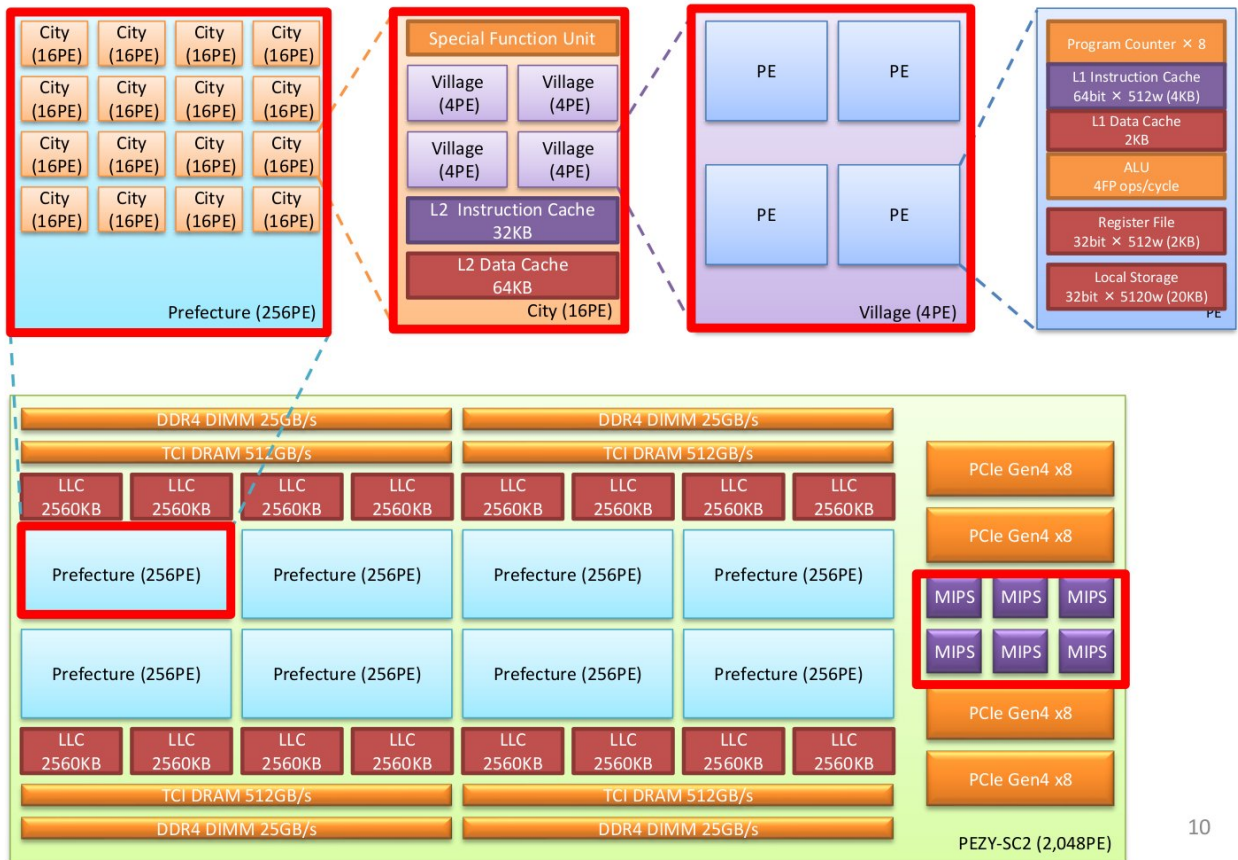 City
(16PE)
City
(16PE)
City
(16PE)
City
(16PE)
City
(16PE)
City
(16PE)
City
(16PE)
City
(16PE)
City
(16PE)
City
(16PE)
City
(16PE)
City
(16PE)
City
(16PE)
City
(16PE)
City
(16PE)
City
(16PE)
Prefecture (256PE)
Special Function Unit
Village
(4PE)
Village
(4PE)
Village
(4PE)
Village
(4PE)
L2 Instruction Cache
32KB
L2 Data Cache
64KB
City (16PE)
PE
PE
PE
PE
Village (4PE)
Program Counter × 8
L1 Instruction Cache
64bit × 512w (4KB)
L1 Data Cache
2KB
ALU
4FP ops/cycle
Register File
32bit × 512w (2KB)
Local Storage
32bit × 5120w (20KB)
PE
DDR4 DIMM 25GB/s
DDR4 DIMM 25GB/s
TCI DRAM 512GB/s
TCI DRAM 512GB/s
LLC
2560KB
LLC
2560KB
LLC
2560KB
LLC
2560KB
LLC
2560KB
LLC
2560KB
LLC
2560KB
LLC
2560KB
Prefecture (256PE)
Prefecture (256PE)
Prefecture (256PE)
Prefecture (256PE)
Prefecture (256PE)
Prefecture (256PE)
Prefecture (256PE)
Prefecture (256PE)
LLC
2560KB
LLC
2560KB
LLC
2560KB
LLC
2560KB
LLC
2560KB
LLC
2560KB
LLC
2560KB
LLC
2560KB
TCI DRAM 512GB/s
TCI DRAM 512GB/s
DDR4 DIMM 25GB/s
DDR4 DIMM 25GB/s
PCIe Gen4 x8
PCIe Gen4 x8
MIPS
MIPS
MIPS
MIPS
MIPS
MIPS
PCIe Gen4 x8
PCIe Gen4 x8
PEZY-SC2 (2,048PE)
10